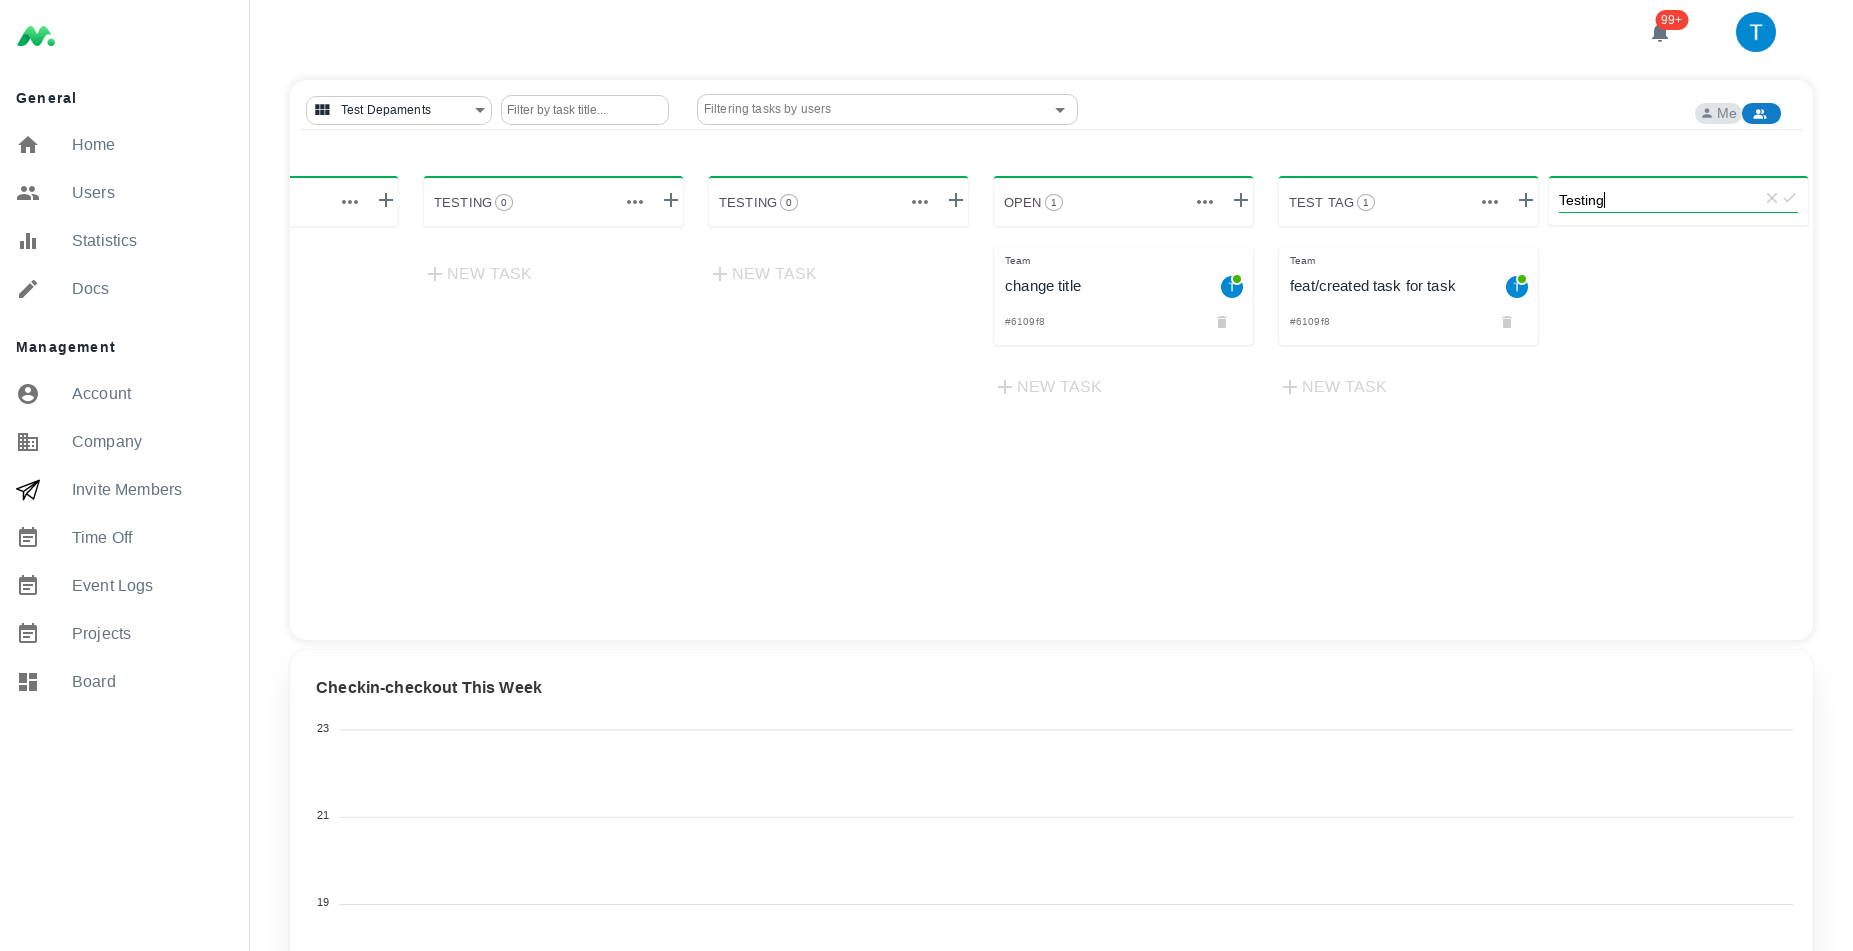 99+
T
General
Home
Users
Statistics
Docs
Management
Account
Company
Invite Members
Time Off
Event Logs
Projects
Board
Test Depaments
Filter by task title...
Filtering tasks by users
Me
TESTING 0
NEW TASK
TESTING 0
NEW TASK
OPEN 1
Team
change title
T
#6109f8
NEW TASK
TEST TAG 1
Team
feat/created task for task
T
#6109f8
NEW TASK
Testing
Checkin-checkout This Week
23
21
19